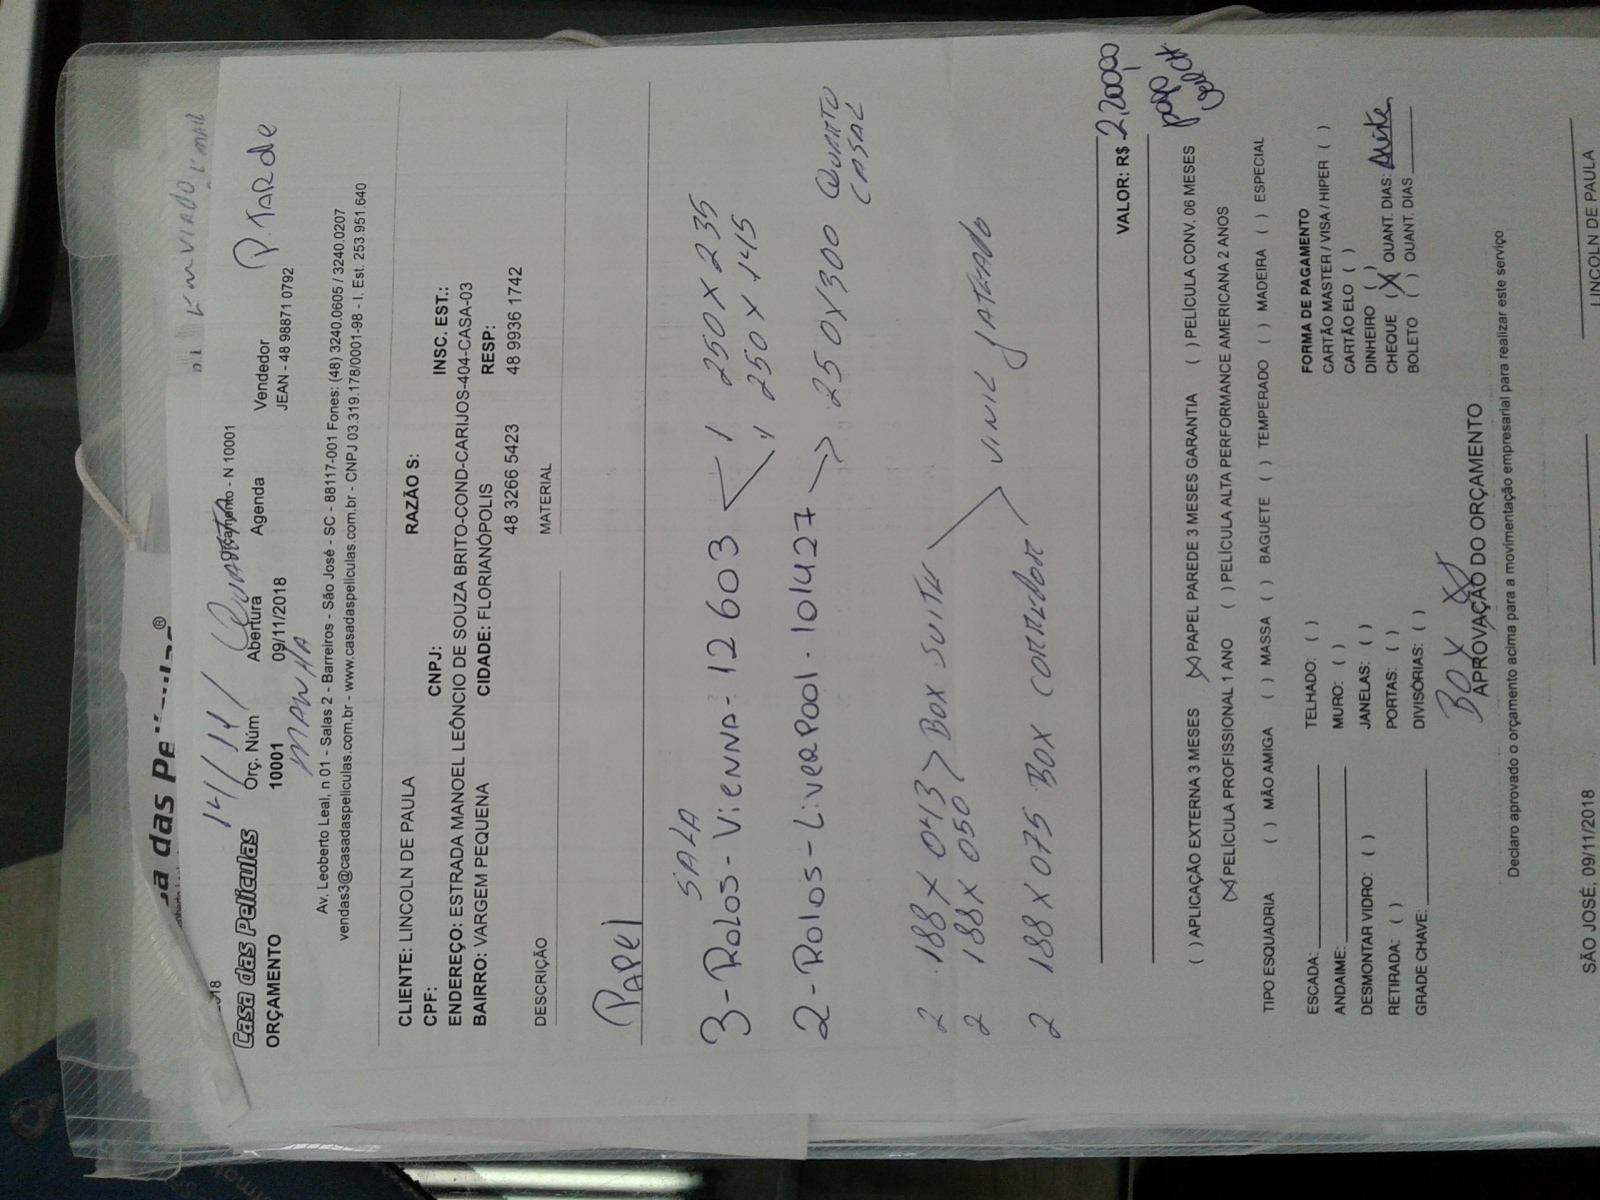 ENVIADO E MAIL
sa das Pe
®
2018
14/11/ QUARTA
P. TARDE
MANHA
Casa das Películas
ORÇAMENTO
Orç. Núm Abertura Agenda Vendedor
10001 09/11/2018 JEAN - 48 98871 0792
Orçamento - N 10001
Av. Leoberto Leal, n 01 - Salas 2 - Barreiros - São José - SC - 88117-001 Fones: (48) 3240.0605 / 3240.0207
vendas3@casadaspeliculas.com.br - www.casadaspeliculas.com.br - CNPJ 03.319.178/0001-98 - I. Est. 253.951.640
CLIENTE: LINCOLN DE PAULA RAZÃO S:
CPF: CNPJ: INSC. EST.:
ENDEREÇO: ESTRADA MANOEL LEÔNCIO DE SOUZA BRITO-COND-CARIJOS-404-CASA-03
BAIRRO: VARGEM PEQUENA CIDADE: FLORIANÓPOLIS RESP:
48 3266 5423 48 9936 1742
DESCRIÇÃO MATERIAL
PAPEL
SALA
3-ROLOS-VIENNA-12603 < 1 250X235
1 250X145
2-ROLOS-LIVERPOOL-101427 -> 250X300 QUARTO
CASAL
2 188X043 > BOX SUITE
2 188X050
> VINIL JATEADO
2 188X075 BOX CORREDOR
VALOR: R$ 2,200,00
pago
( ) APLICAÇÃO EXTERNA 3 MESES (X) PAPEL PAREDE 3 MESES GARANTIA ( ) PELÍCULA CONV. 06 MESES
(X) PELÍCULA PROFISSIONAL 1 ANO ( ) PELÍCULA ALTA PERFORMANCE AMERICANA 2 ANOS
TIPO ESQUADRIA ( ) MÃO AMIGA ( ) MASSA ( ) BAGUETE ( ) TEMPERADO ( ) MADEIRA ( ) ESPECIAL
ESCADA: TELHADO: ( ) FORMA DE PAGAMENTO
ANDAIME: MURO: ( ) CARTÃO MASTER / VISA / HIPER ( )
DESMONTAR VIDRO: ( ) JANELAS: ( ) CARTÃO ELO ( )
RETIRADA: ( ) PORTAS: ( ) DINHEIRO ( )
GRADE CHAVE: DIVISÓRIAS: ( ) CHEQUE (X) QUANT. DIAS:
BOLETO ( ) QUANT. DIAS
BOX
APROVAÇÃO DO ORÇAMENTO
Declaro aprovado o orçamento acima para a movimentação empresarial para realizar este serviço
SÃO JOSÉ, 09/11/2018 LINCOLN DE PAULA